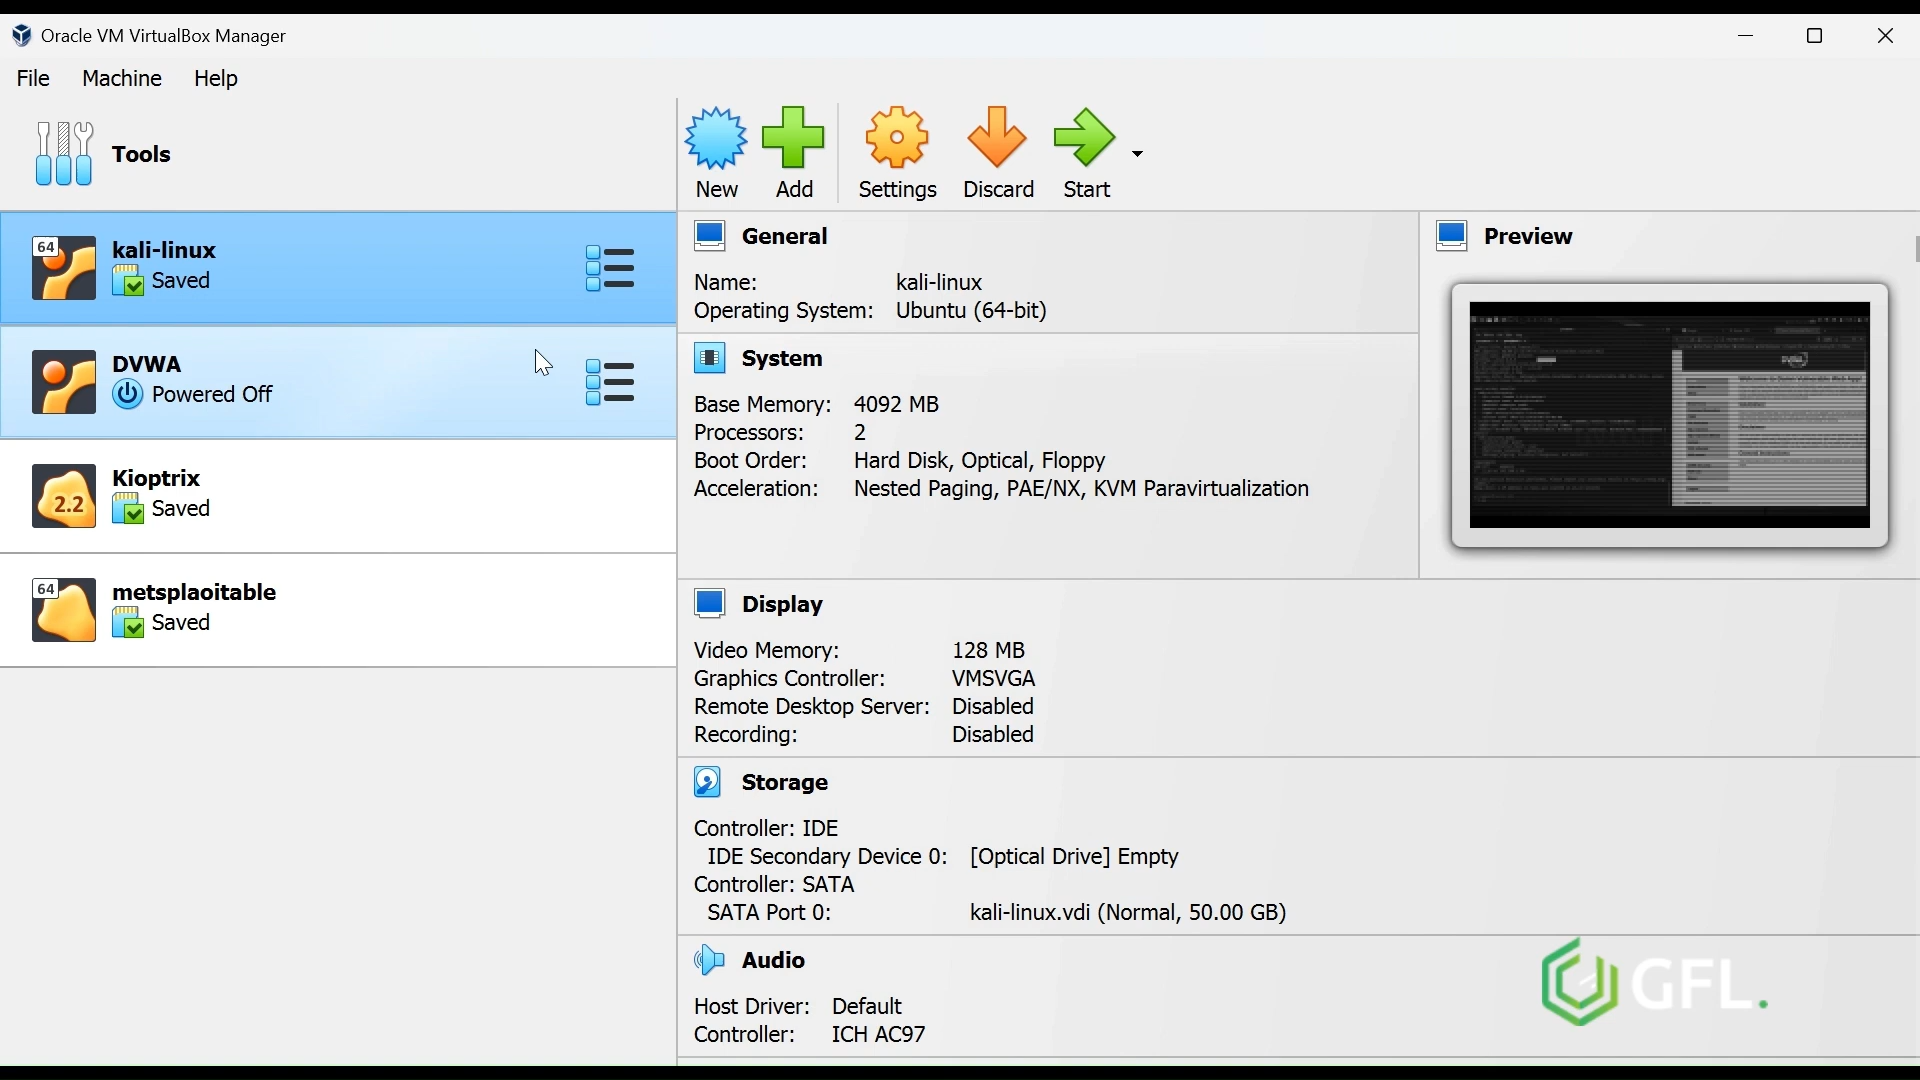 Oracle VM VirtualBox Manager
File Machine Help
Tools
New Add Settings Discard Start
64
kali-linux
Saved
DVWA
Powered Off
2.2
Kioptrix
Saved
64
metsplaoitable
Saved
General
Name: kali-linux
Operating System: Ubuntu (64-bit)
Preview
System
Base Memory: 4092 MB
Processors: 2
Boot Order: Hard Disk, Optical, Floppy
Acceleration: Nested Paging, PAE/NX, KVM Paravirtualization
Display
Video Memory: 128 MB
Graphics Controller: VMSVGA
Remote Desktop Server: Disabled
Recording: Disabled
Storage
Controller: IDE
IDE Secondary Device 0: [Optical Drive] Empty
Controller: SATA
SATA Port 0: kali-linux.vdi (Normal, 50.00 GB)
Audio
Host Driver: Default
Controller: ICH AC97
GFL.